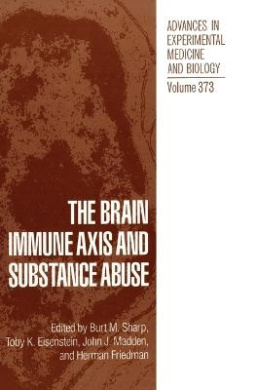 ADVANCES IN
EXPERIMENTAL
MEDICINE
AND BIOLOGY
Volume 373
THE BRAIN
IMMUNE AXIS AND
SUBSTANCE ABUSE
Edited by Burt M. Sharp,
Toby K. Eisenstein, John J. Madden,
and Herman Friedman